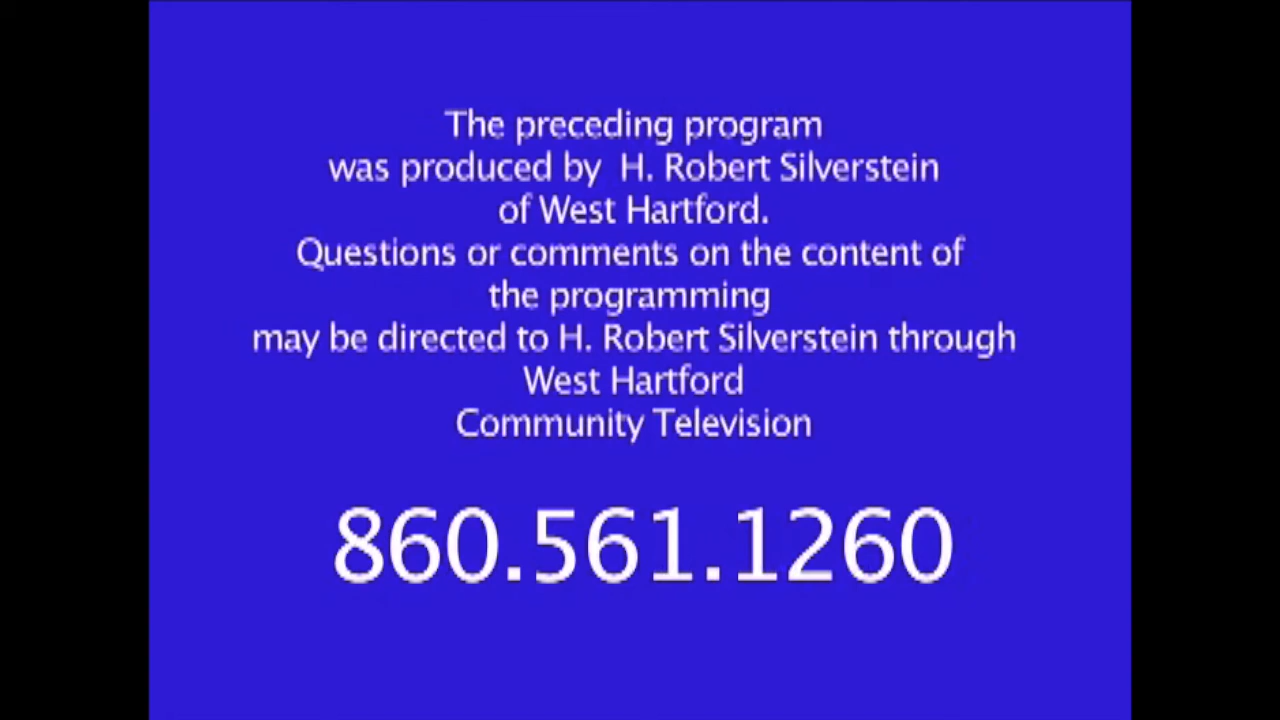 The preceding program
was produced by  H. Robert Silverstein
of West Hartford.
Questions or comments on the content of
the programming
may be directed to H. Robert Silverstein through
West Hartford
Community Television
860.561.1260